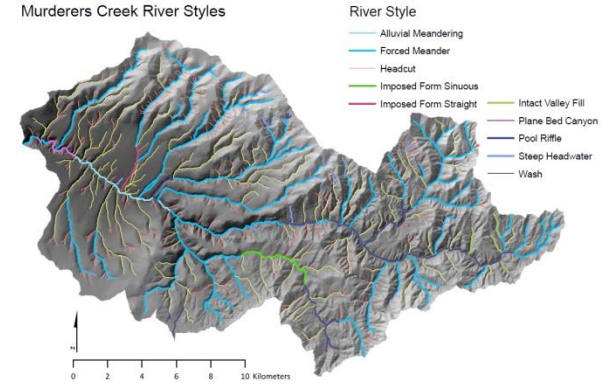 Murderers Creek River Styles
River Style
Alluvial Meandering
Forced Meander
Headcut
Imposed Form Sinuous
Imposed Form Straight
Intact Valley Fill
Plane Bed Canyon
Pool Riffle
Steep Headwater
Wash
0 2 4 6 8 10 Kilometers